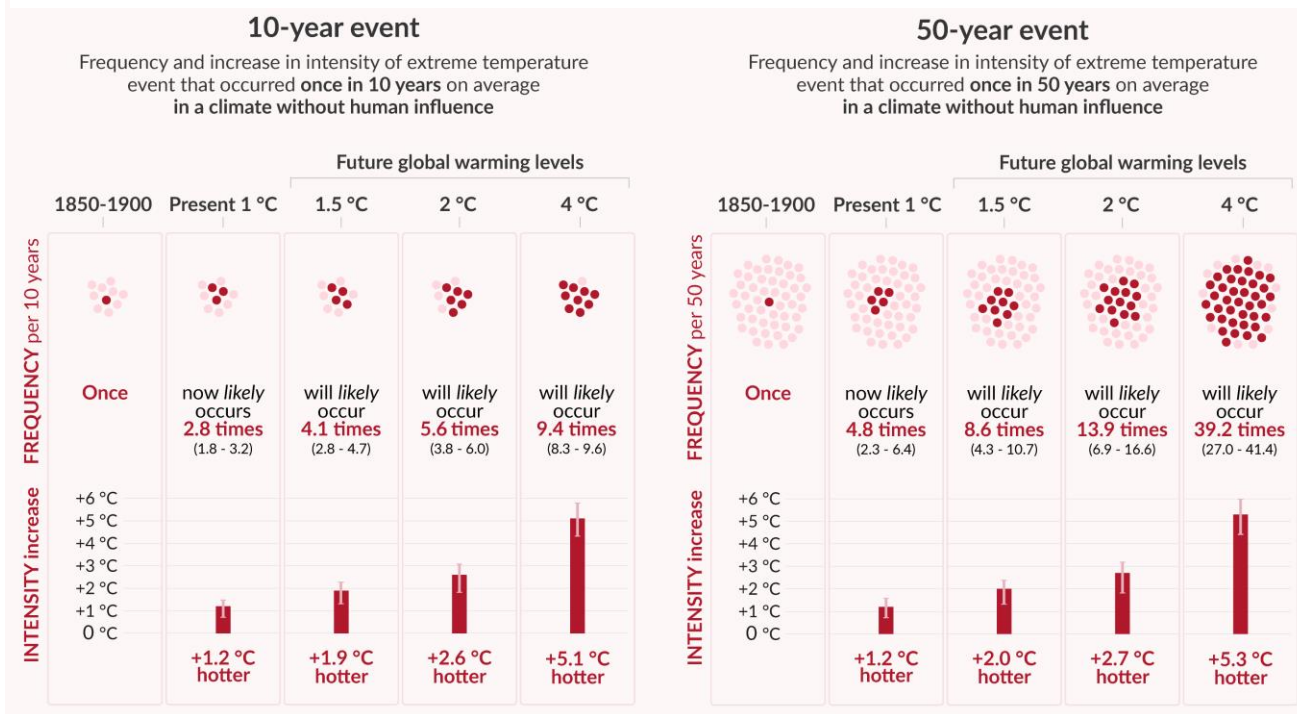 10-year event
Frequency and increase in intensity of extreme temperature
event that occurred once in 10 years on average
in a climate without human influence
Future global warming levels
1850-1900 Present 1 °C 1.5 °C 2 °C 4 °C
FREQUENCY per 10 years
Once
now likely occurs 2.8 times (1.8 - 3.2)
will likely occur 4.1 times (2.8 - 4.7)
will likely occur 5.6 times (3.8 - 6.0)
will likely occur 9.4 times (8.3 - 9.6)
INTENSITY increase
+6 °C
+5 °C
+4 °C
+3 °C
+2 °C
+1 °C
0 °C
+1.2 °C hotter
+1.9 °C hotter
+2.6 °C hotter
+5.1 °C hotter
50-year event
Frequency and increase in intensity of extreme temperature
event that occurred once in 50 years on average
in a climate without human influence
Future global warming levels
1850-1900 Present 1 °C 1.5 °C 2 °C 4 °C
FREQUENCY per 50 years
Once
now likely occurs 4.8 times (2.3 - 6.4)
will likely occur 8.6 times (4.3 - 10.7)
will likely occur 13.9 times (6.9 - 16.6)
will likely occur 39.2 times (27.0 - 41.4)
INTENSITY increase
+6 °C
+5 °C
+4 °C
+3 °C
+2 °C
+1 °C
0 °C
+1.2 °C hotter
+2.0 °C hotter
+2.7 °C hotter
+5.3 °C hotter